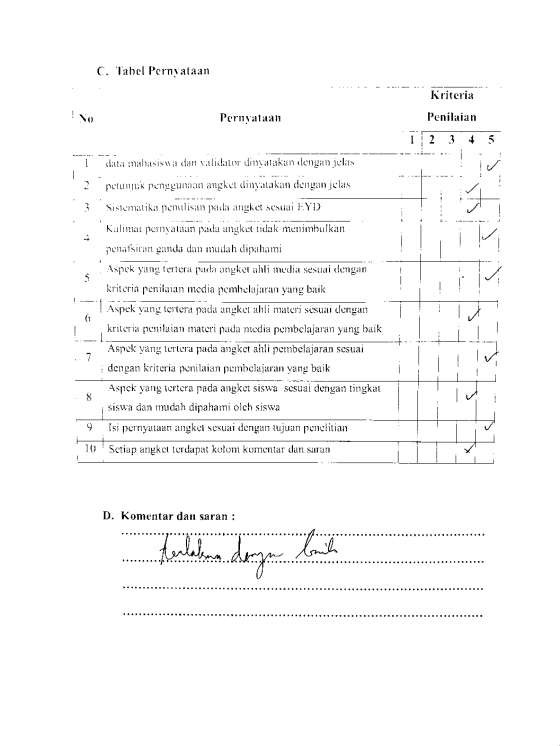 C. Tabel Pernyataan
Kriteria
No Pernyataan Penilaian
1 2 3 4 5
1 data mahasiswa dan validator dinyatakan dengan jelas ✓
2 petunjuk penggunaan angket dinyatakan dengan jelas ✓
3 Sistematika penulisan pada angket sesuai EYD ✓
4 Kalimat pernyataan pada angket tidak menimbulkan ✓
penafsiran ganda dan mudah dipahami
5 Aspek yang tertera pada angket ahli media sesuai dengan ✓
kriteria penilaian media pembelajaran yang baik
6 Aspek yang tertera pada angket ahli materi sesuai dengan ✓
kriteria penilaian materi pada media pembelajaran yang baik
7 Aspek yang tertera pada angket ahli pembelajaran sesuai ✓
dengan kriteria penilaian pembelajaran yang baik
8 Aspek yang tertera pada angket siswa sesuai dengan tingkat ✓
siswa dan mudah dipahami oleh siswa
9 Isi pernyataan angket sesuai dengan tujuan penelitian ✓
10 Setiap angket terdapat kolom komentar dan saran ✓
D. Komentar dan saran :
dengan baik